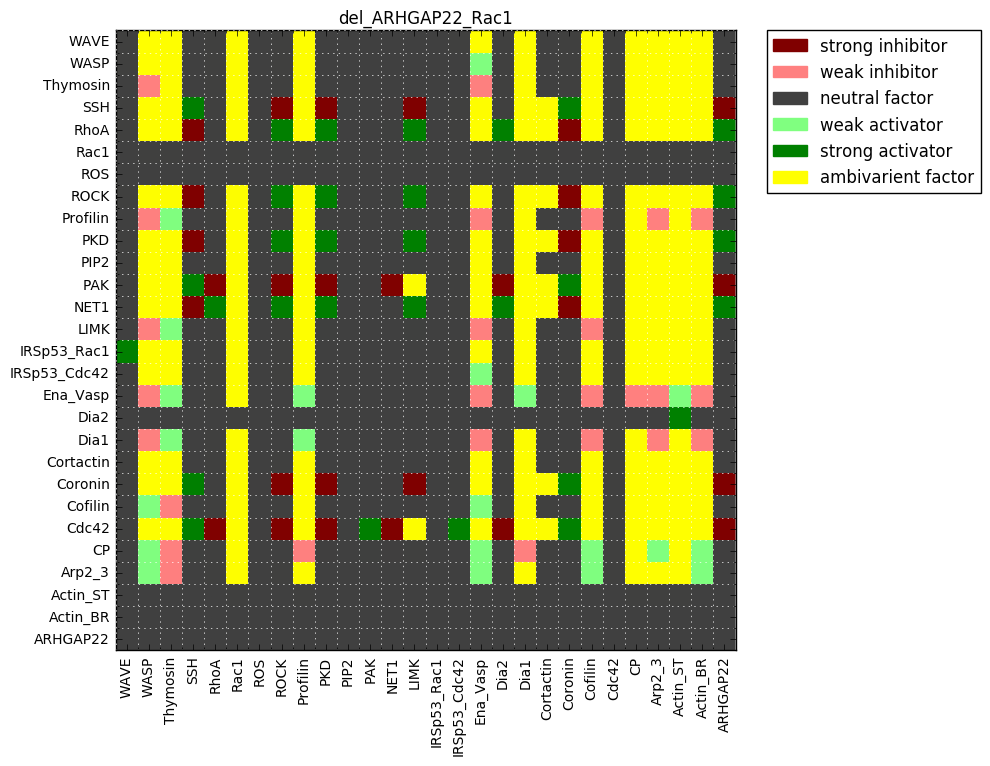 del_ARHGAP22_Rac1
WAVE
WASP
Thymosin
SSH
RhoA
Rac1
ROS
ROCK
Profilin
PKD
PIP2
PAK
NET1
LIMK
IRSp53_Rac1
IRSp53_Cdc42
Ena_Vasp
Dia2
Dia1
Cortactin
Coronin
Cofilin
Cdc42
CP
Arp2_3
Actin_ST
Actin_BR
ARHGAP22
WAVE
WASP
Thymosin
SSH
RhoA
Rac1
ROS
ROCK
Profilin
PKD
PIP2
PAK
NET1
LIMK
IRSp53_Rac1
IRSp53_Cdc42
Ena_Vasp
Dia2
Dia1
Cortactin
Coronin
Cofilin
Cdc42
CP
Arp2_3
Actin_ST
Actin_BR
ARHGAP22
strong inhibitor
weak inhibitor
neutral factor
weak activator
strong activator
ambivarient factor